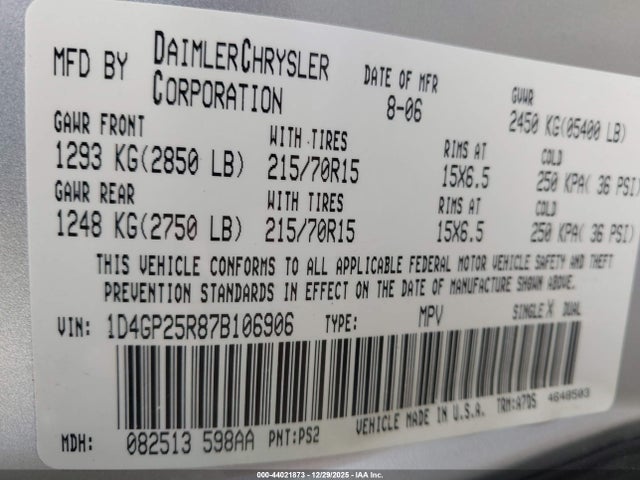 MFD BY DAIMLERCHRYSLER CORPORATION DATE OF MFR 8-06 GVWR 2450 KG(05400 LB)
GAWR FRONT WITH TIRES RIMS AT COLD
1293 KG(2850 LB) 215/70R15 15X6.5 250 KPA( 36 PSI)
GAWR REAR WITH TIRES RIMS AT COLD
1248 KG(2750 LB) 215/70R15 15X6.5 250 KPA( 36 PSI)
THIS VEHICLE CONFORMS TO ALL APPLICABLE FEDERAL MOTOR VEHICLE SAFETY AND THEFT
PREVENTION STANDARDS IN EFFECT ON THE DATE OF MANUFACTURE SHOWN ABOVE.
VIN: 1D4GP25R87B106906 TYPE: MPV SINGLE X DUAL
MDH: 082513 598AA PNT:PS2 VEHICLE MADE IN U.S.A. TRM:A7DS 4648503
000-44021873 - 12/29/2025 - IAA Inc.